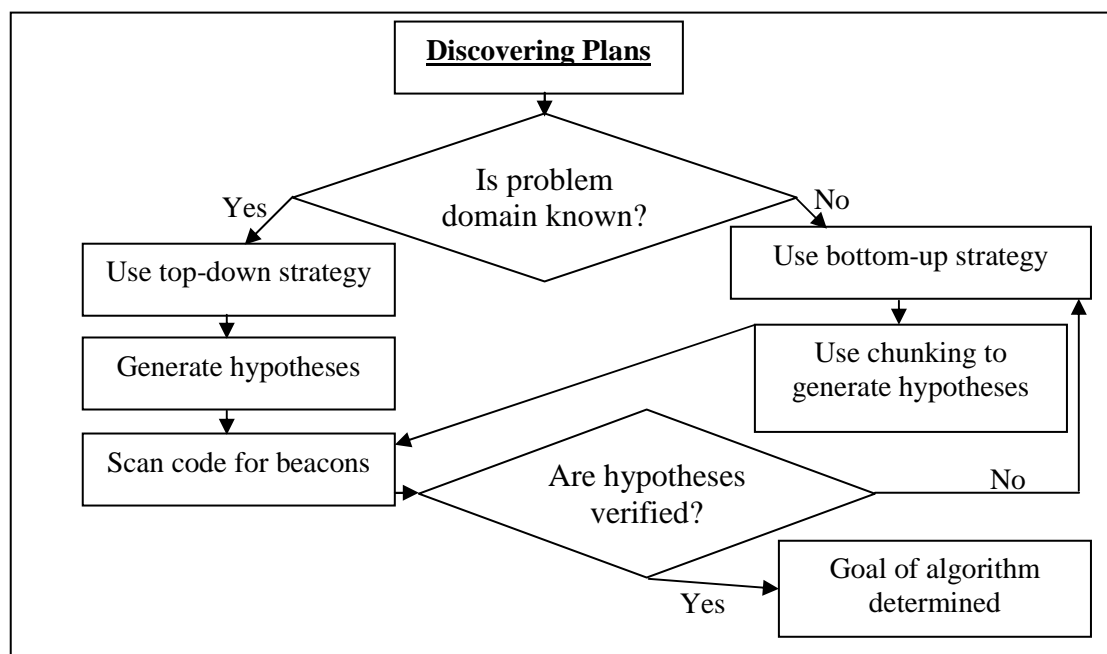 Discovering Plans
Is problem
domain known?
Yes
No
Use top-down strategy
Use bottom-up strategy
Generate hypotheses
Use chunking to
generate hypotheses
Scan code for beacons
Are hypotheses
verified?
No
Yes
Goal of algorithm
determined